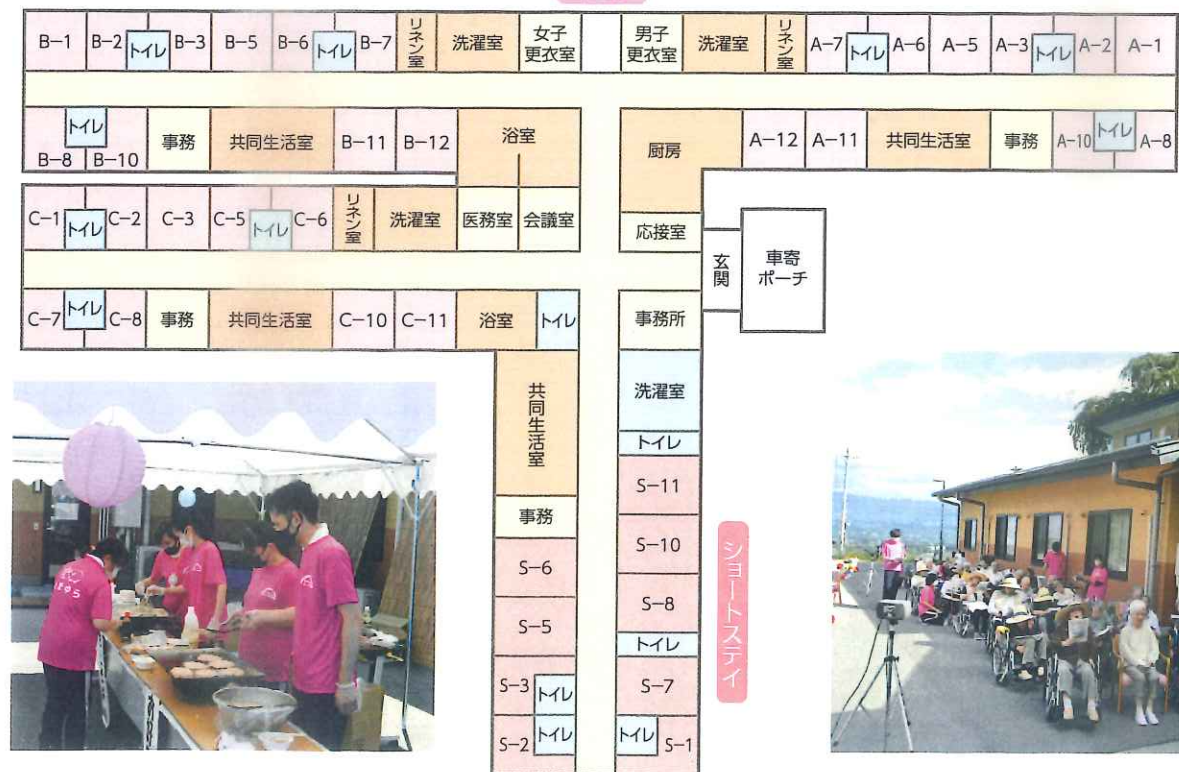 B-1
B-2
トイレ
B-3
B-5
B-6
トイレ
B-7
リネン室
洗濯室
女子
更衣室
男子
更衣室
洗濯室
リネン室
A-7
トイレ
A-6
A-5
A-3
トイレ
A-2
A-1
トイレ
B-8
B-10
事務
共同生活室
B-11
B-12
浴室
厨房
A-12
A-11
共同生活室
事務
A-10
トイレ
A-8
C-1
トイレ
C-2
C-3
C-5
トイレ
C-6
リネン室
洗濯室
医務室
会議室
応接室
玄関
車寄
ポーチ
C-7
トイレ
C-8
事務
共同生活室
C-10
C-11
浴室
トイレ
事務所
共同生活室
洗濯室
トイレ
事務
S-11
S-6
S-10
S-5
S-8
トイレ
S-3
トイレ
S-7
S-2
トイレ
トイレ
S-1
ショートステイ